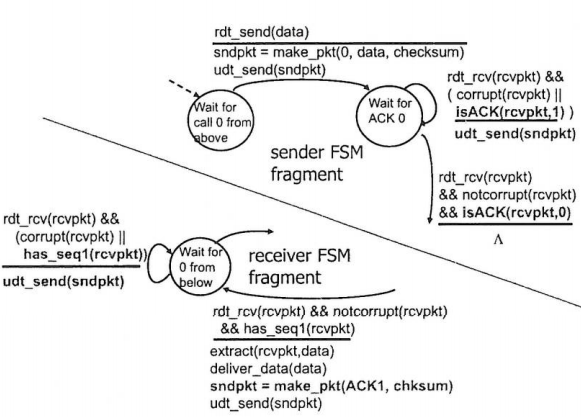 rdt_send(data)
sndpkt = make_pkt(0, data, checksum)
udt_send(sndpkt)
Wait for
call 0 from
above
Wait for
ACK 0
rdt_rcv(rcvpkt) &&
( corrupt(rcvpkt) ||
isACK(rcvpkt,1) )
udt_send(sndpkt)
sender FSM
fragment
rdt_rcv(rcvpkt)
&& notcorrupt(rcvpkt)
&& isACK(rcvpkt,0)
Λ
rdt_rcv(rcvpkt) &&
(corrupt(rcvpkt) ||
has_seq1(rcvpkt))
udt_send(sndpkt)
Wait for
0 from
below
receiver FSM
fragment
rdt_rcv(rcvpkt) && notcorrupt(rcvpkt)
&& has_seq1(rcvpkt)
extract(rcvpkt,data)
deliver_data(data)
sndpkt = make_pkt(ACK1, chksum)
udt_send(sndpkt)